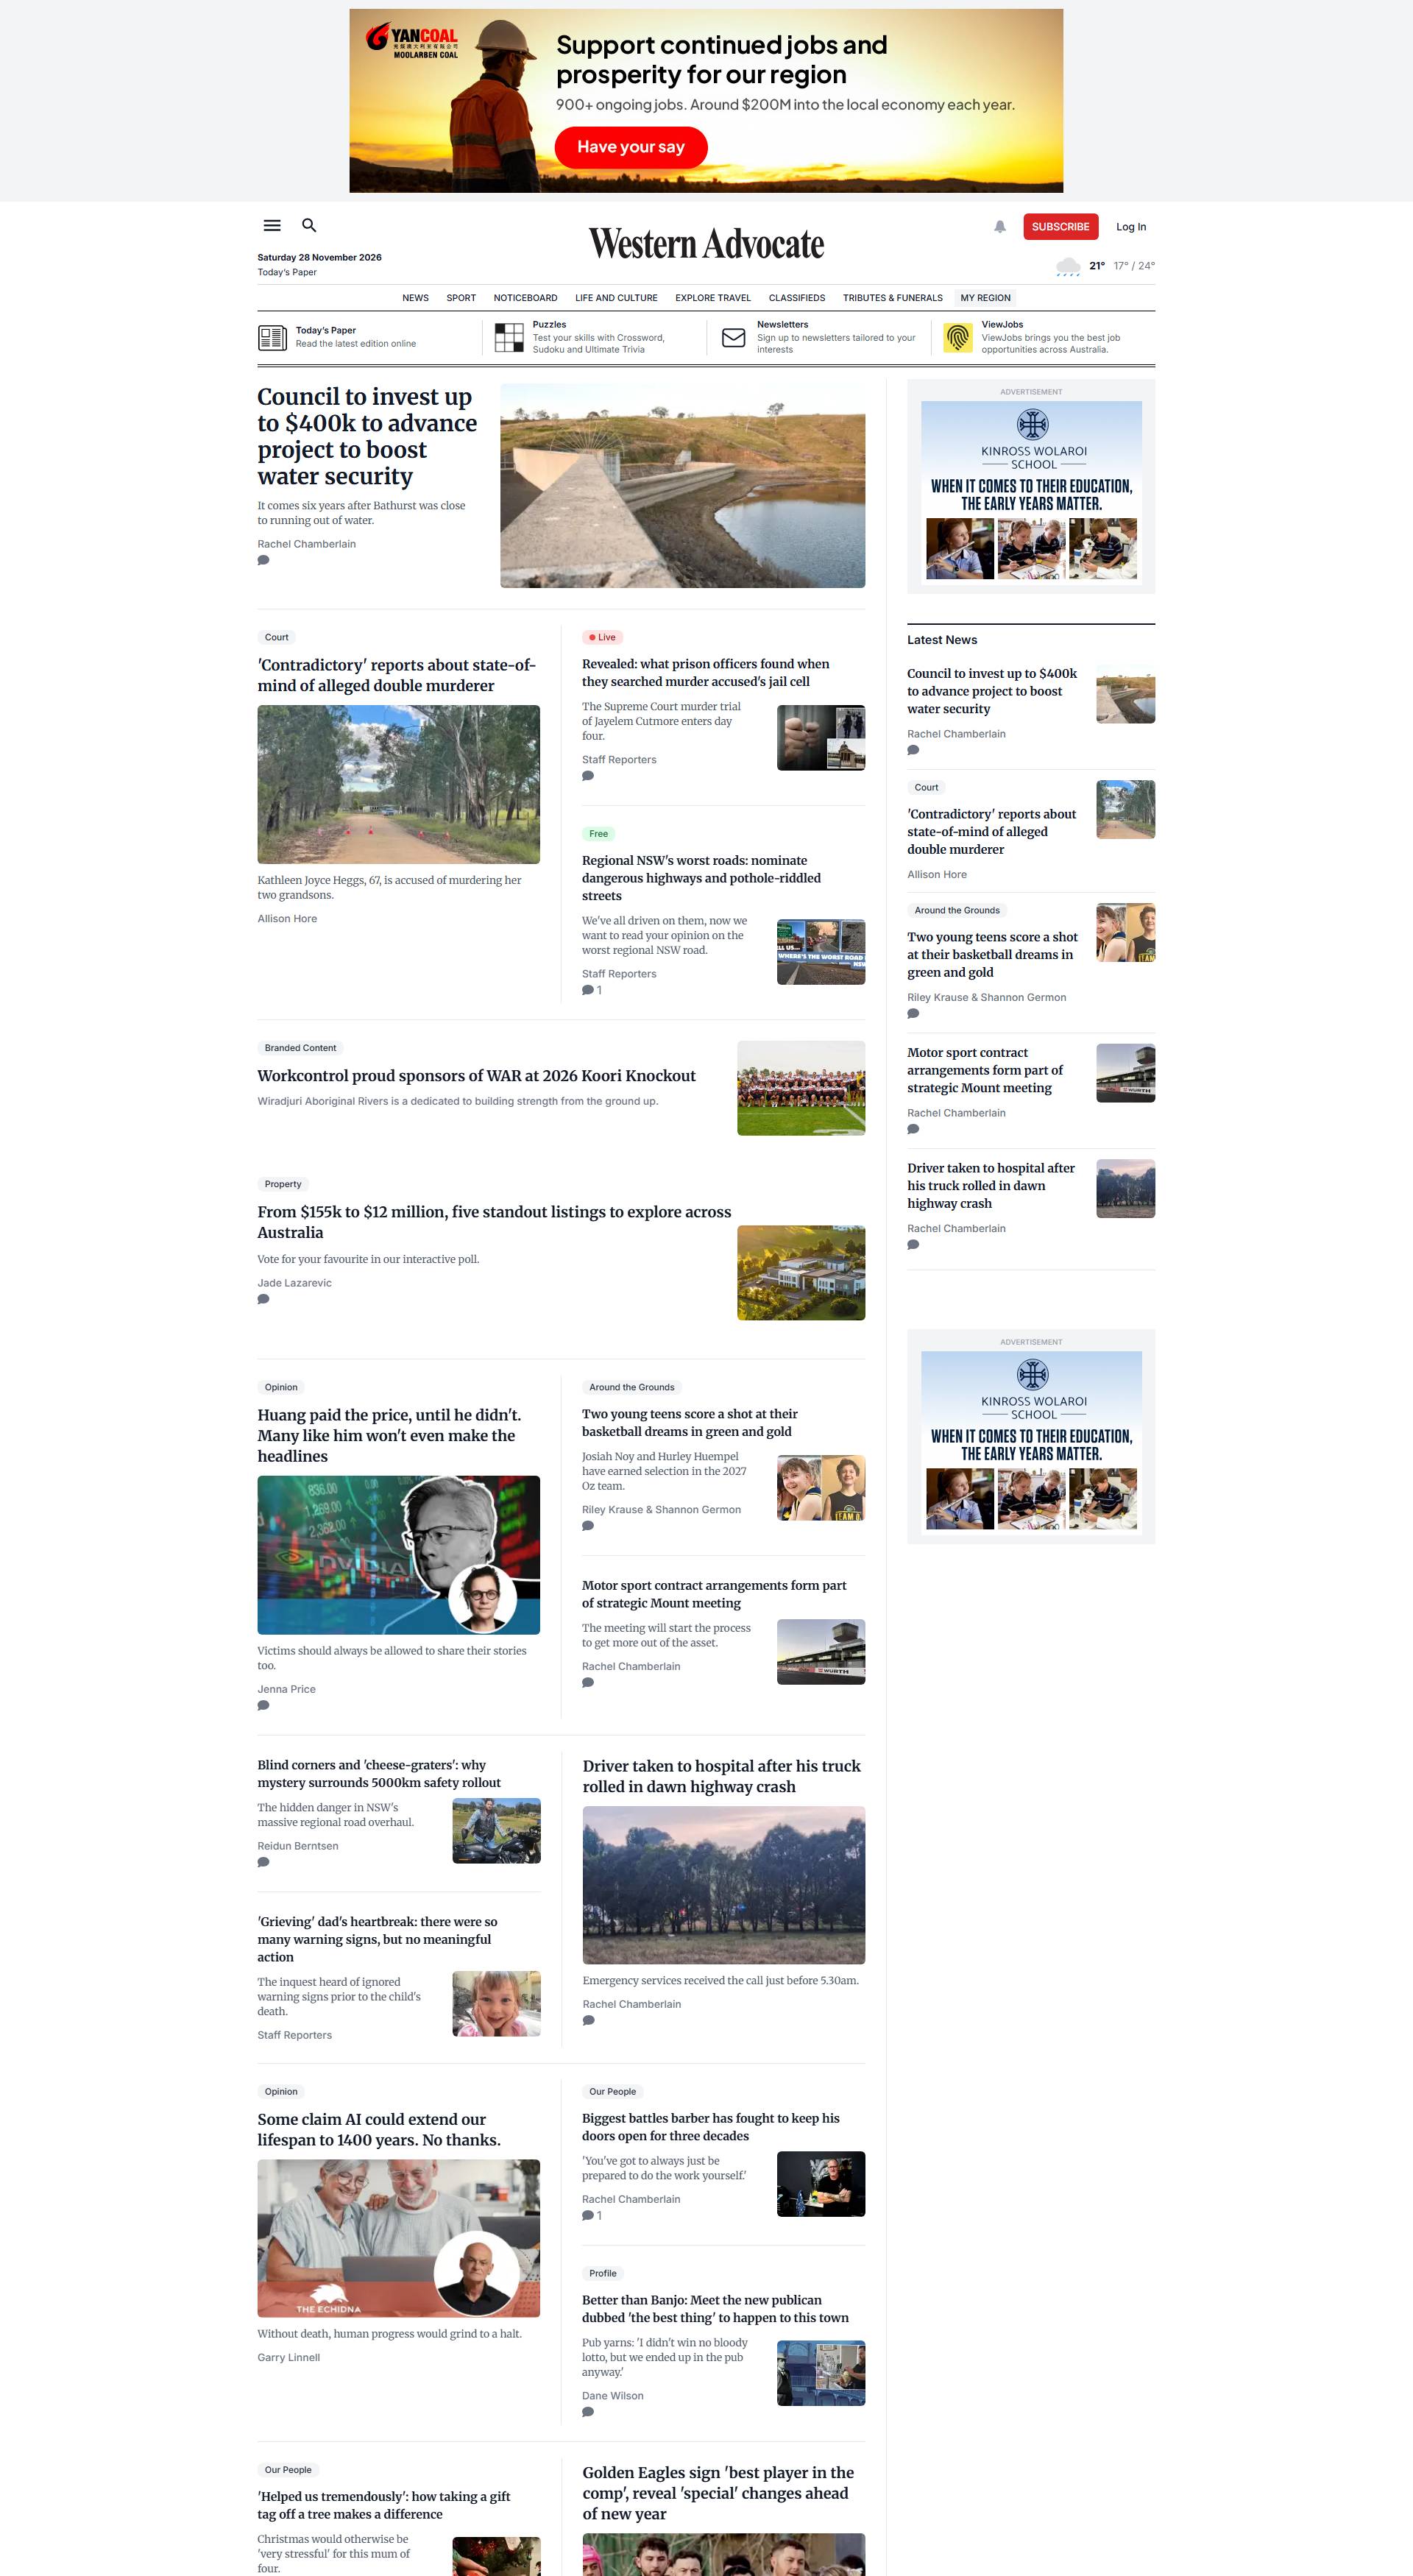 YANCOAL
MOOLARBEN COAL
Support continued jobs and
prosperity for our region
900+ ongoing jobs. Around $200M into the local economy each year.
Have your say
Western Advocate
SUBSCRIBE
Log In
Saturday 28 November 2026
Today's Paper
21° 17° / 24°
NEWS SPORT NOTICEBOARD LIFE AND CULTURE EXPLORE TRAVEL CLASSIFIEDS TRIBUTES & FUNERALS MY REGION
Today's Paper
Read the latest edition online
Puzzles
Test your skills with Crossword,
Sudoku and Ultimate Trivia
Newsletters
Sign up to newsletters tailored to your
interests
ViewJobs
ViewJobs brings you the best job
opportunities across Australia.
Council to invest up
to $400k to advance
project to boost
water security
It comes six years after Bathurst was close
to running out of water.
Rachel Chamberlain
Court
'Contradictory' reports about state-of-
mind of alleged double murderer
Kathleen Joyce Heggs, 67, is accused of murdering her
two grandsons.
Allison Hore
Live
Revealed: what prison officers found when
they searched murder accused's jail cell
The Supreme Court murder trial
of Jayelem Cutmore enters day
four.
Staff Reporters
Free
Regional NSW's worst roads: nominate
dangerous highways and pothole-riddled
streets
We've all driven on them, now we
want to read your opinion on the
worst regional NSW road.
Staff Reporters
1
LL US...
WHERE'S THE WORST ROAD
NSW
Branded Content
Workcontrol proud sponsors of WAR at 2026 Koori Knockout
Wiradjuri Aboriginal Rivers is a dedicated to building strength from the ground up.
Property
From $155k to $12 million, five standout listings to explore across
Australia
Vote for your favourite in our interactive poll.
Jade Lazarevic
Opinion
Huang paid the price, until he didn't.
Many like him won't even make the
headlines
836.00
1,269.00
2,362.00
NVIDIA
Victims should always be allowed to share their stories
too.
Jenna Price
Around the Grounds
Two young teens score a shot at their
basketball dreams in green and gold
Josiah Noy and Hurley Huempel
have earned selection in the 2027
Oz team.
Riley Krause & Shannon Germon
Motor sport contract arrangements form part
of strategic Mount meeting
The meeting will start the process
to get more out of the asset.
Rachel Chamberlain
WURTH
Blind corners and 'cheese-graters': why
mystery surrounds 5000km safety rollout
The hidden danger in NSW's
massive regional road overhaul.
Reidun Berntsen
'Grieving' dad's heartbreak: there were so
many warning signs, but no meaningful
action
The inquest heard of ignored
warning signs prior to the child's
death.
Staff Reporters
Driver taken to hospital after his truck
rolled in dawn highway crash
Emergency services received the call just before 5.30am.
Rachel Chamberlain
Opinion
Some claim AI could extend our
lifespan to 1400 years. No thanks.
THE ECHIDNA
Without death, human progress would grind to a halt.
Garry Linnell
Our People
Biggest battles barber has fought to keep his
doors open for three decades
'You've got to always just be
prepared to do the work yourself.'
Rachel Chamberlain
1
Profile
Better than Banjo: Meet the new publican
dubbed 'the best thing' to happen to this town
Pub yarns: 'I didn't win no bloody
lotto, but we ended up in the pub
anyway.'
Dane Wilson
Our People
'Helped us tremendously': how taking a gift
tag off a tree makes a difference
Christmas would otherwise be
'very stressful' for this mum of
four.
Golden Eagles sign 'best player in the
comp', reveal 'special' changes ahead
of new year
ADVERTISEMENT
KINROSS WOLAROI
SCHOOL
WHEN IT COMES TO THEIR EDUCATION,
THE EARLY YEARS MATTER.
Latest News
Council to invest up to $400k
to advance project to boost
water security
Rachel Chamberlain
Court
'Contradictory' reports about
state-of-mind of alleged
double murderer
Allison Hore
Around the Grounds
Two young teens score a shot
at their basketball dreams in
green and gold
Riley Krause & Shannon Germon
Motor sport contract
arrangements form part of
strategic Mount meeting
Rachel Chamberlain
WURTH
Driver taken to hospital after
his truck rolled in dawn
highway crash
Rachel Chamberlain
ADVERTISEMENT
KINROSS WOLAROI
SCHOOL
WHEN IT COMES TO THEIR EDUCATION,
THE EARLY YEARS MATTER.